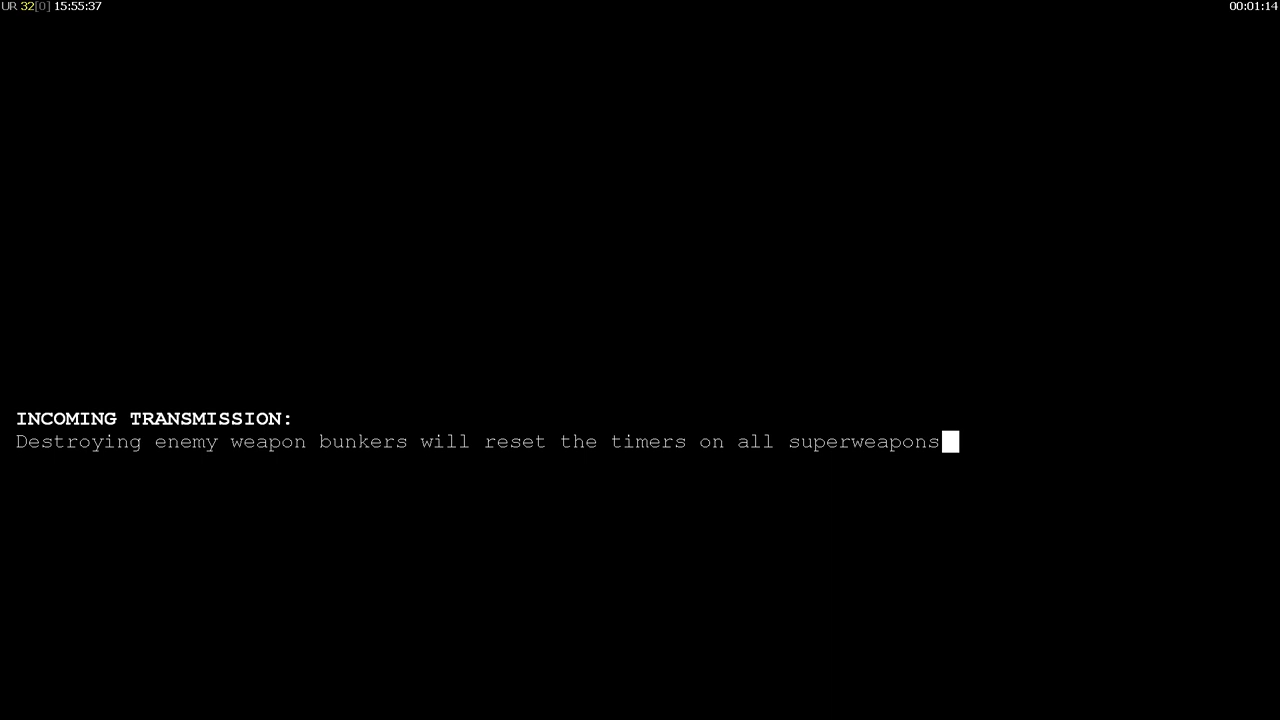 UR 32[0] 15:55:37
00:01:14
INCOMING TRANSMISSION:
Destroying enemy weapon bunkers will reset the timers on all superweapons